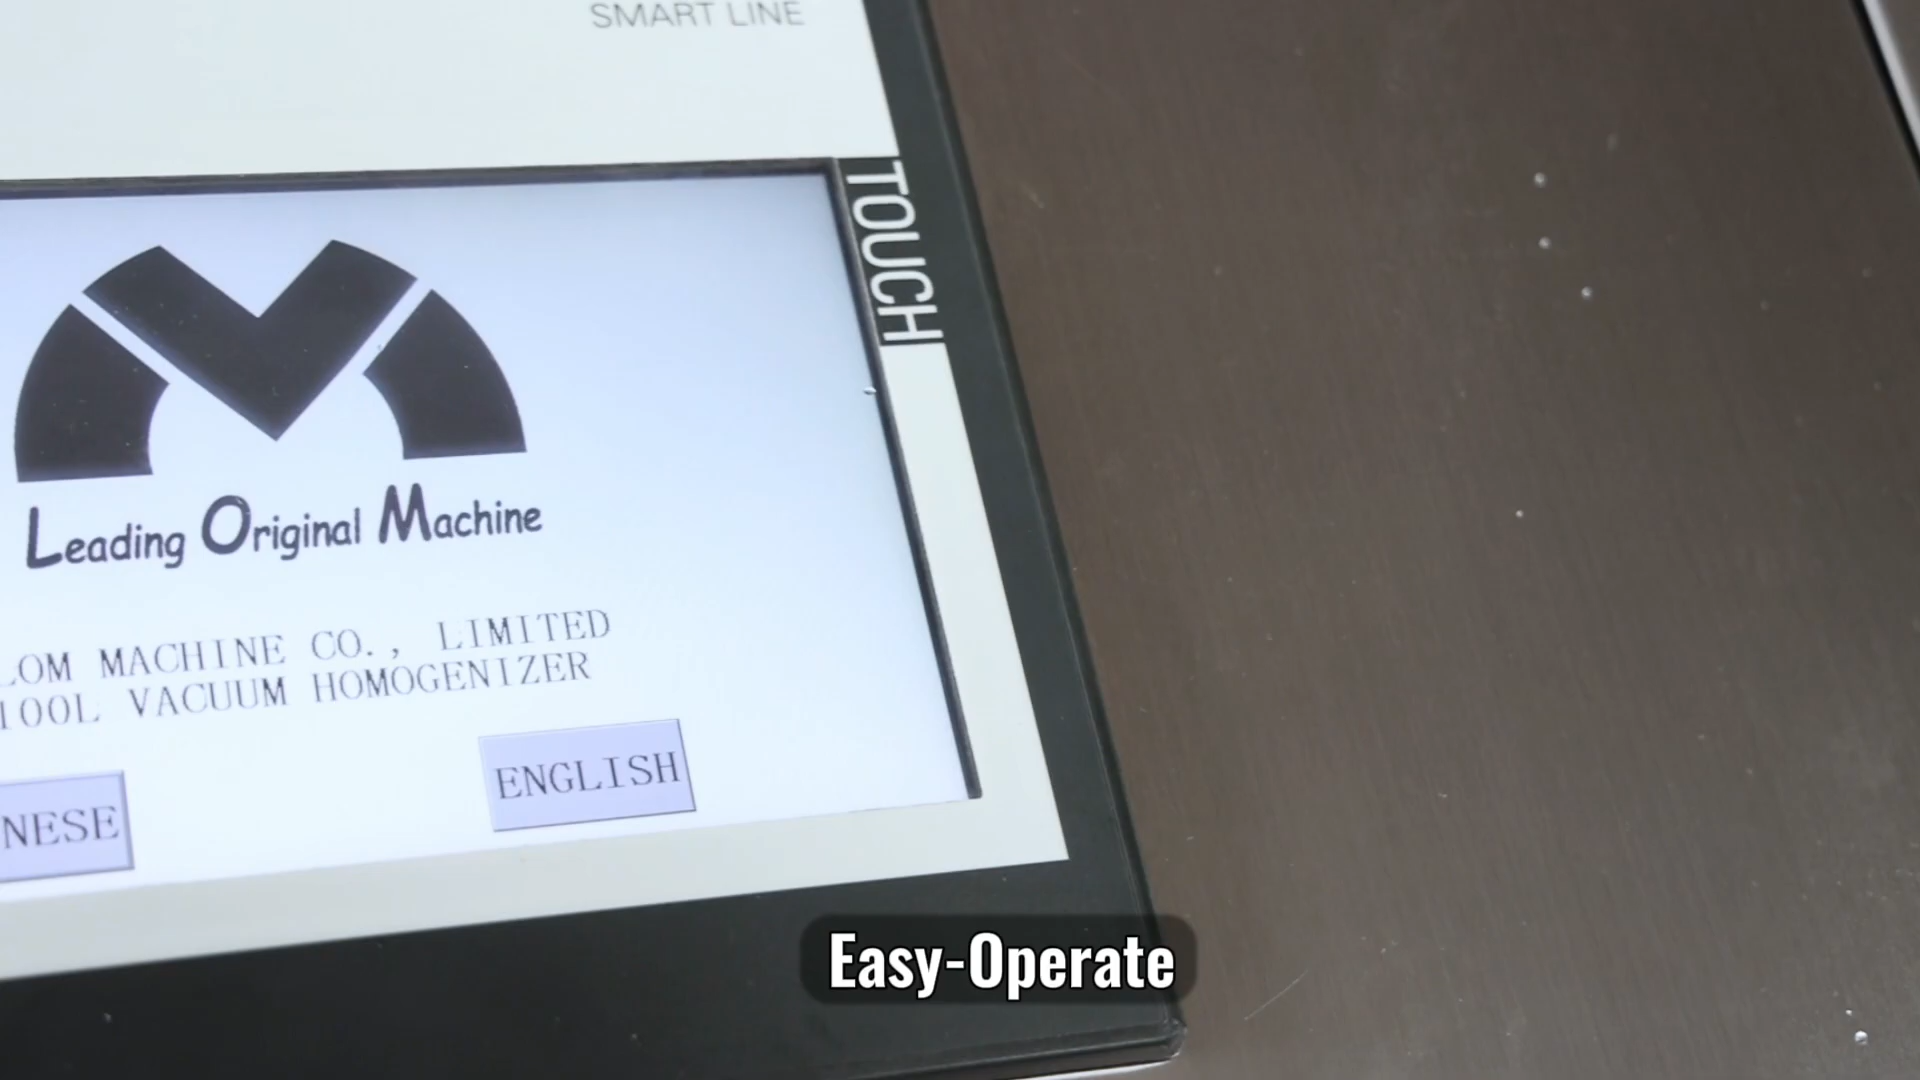 SMART LINE
TOUCH
Leading Original Machine
LOM MACHINE CO., LIMITED
100L VACUUM HOMOGENIZER
NESE
ENGLISH
Easy-Operate